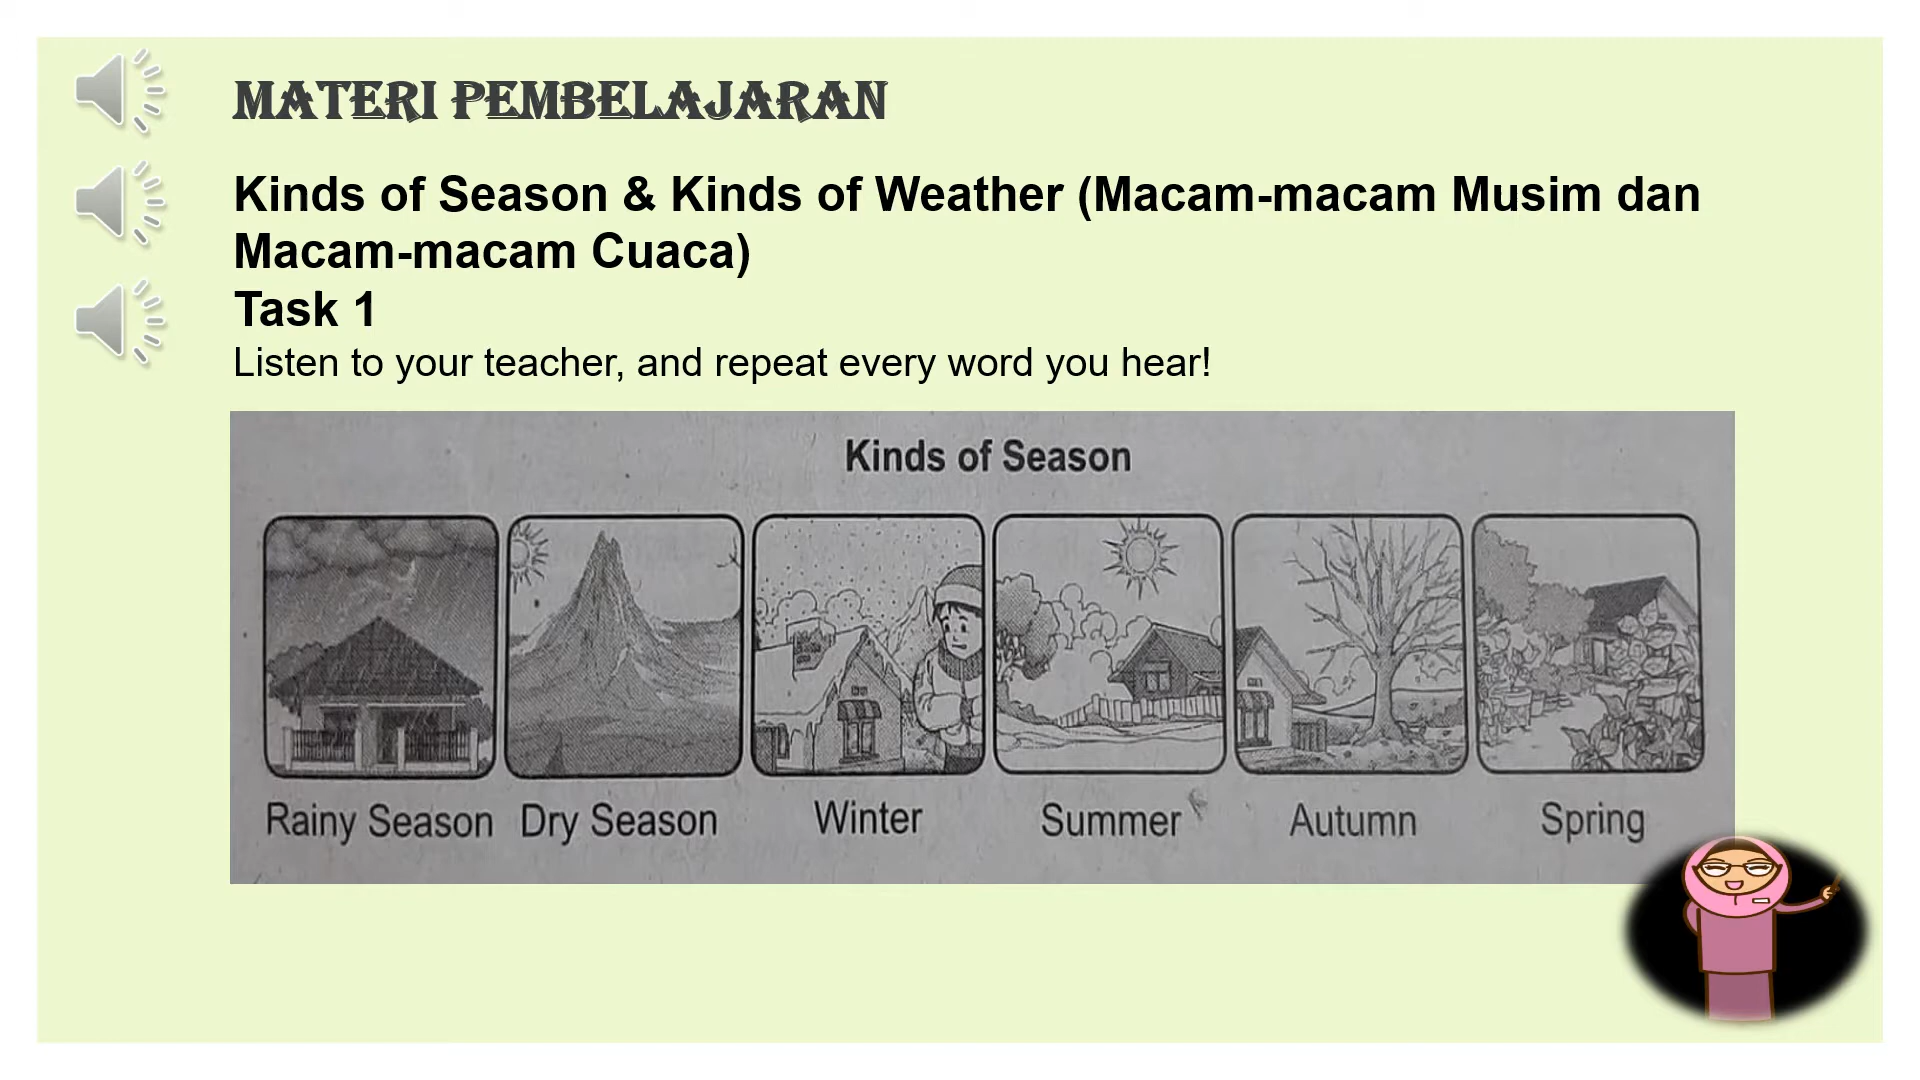 MATERI PEMBELAJARAN
Kinds of Season & Kinds of Weather (Macam-macam Musim dan
Macam-macam Cuaca)
Task 1
Listen to your teacher, and repeat every word you hear!
Kinds of Season
Rainy Season Dry Season Winter Summer Autumn Spring